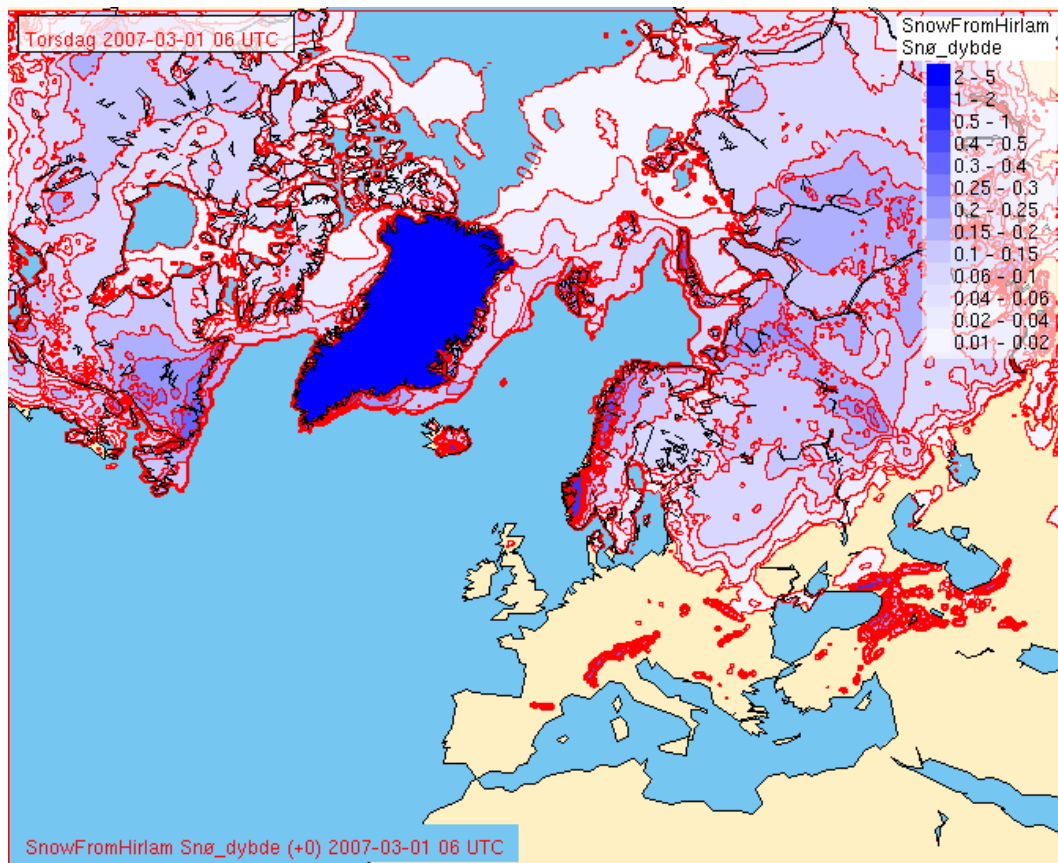 Torsdag 2007-03-01 06 UTC
SnowFromHirlam
Snø_dybde
2 - 5
1 - 2
0.5 - 1
0.4 - 0.5
0.3 - 0.4
0.25 - 0.3
0.2 - 0.25
0.15 - 0.2
0.1 - 0.15
0.06 - 0.1
0.04 - 0.06
0.02 - 0.04
0.01 - 0.02
SnowFromHirlam Snø_dybde (+0) 2007-03-01 06 UTC